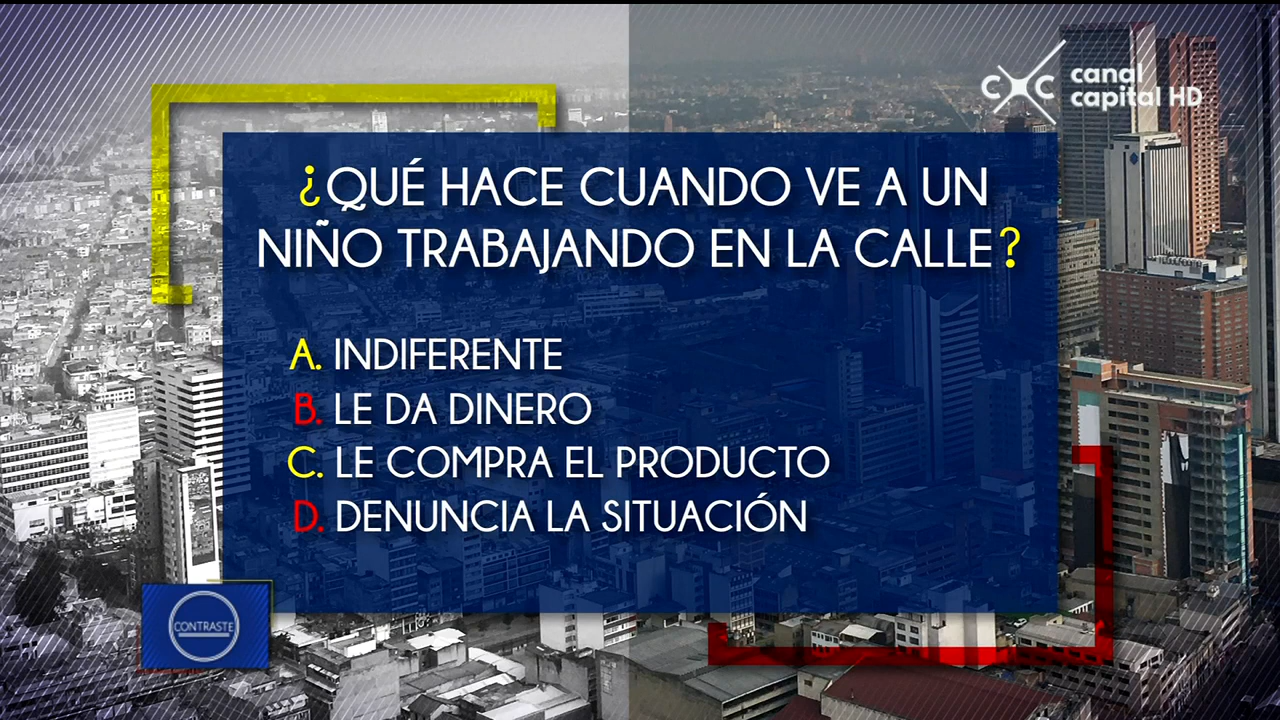 canal
capital HD
¿QUÉ HACE CUANDO VE A UN
NIÑO TRABAJANDO EN LA CALLE?
A. INDIFERENTE
B. LE DA DINERO
C. LE COMPRA EL PRODUCTO
D. DENUNCIA LA SITUACIÓN
CONTRASTE